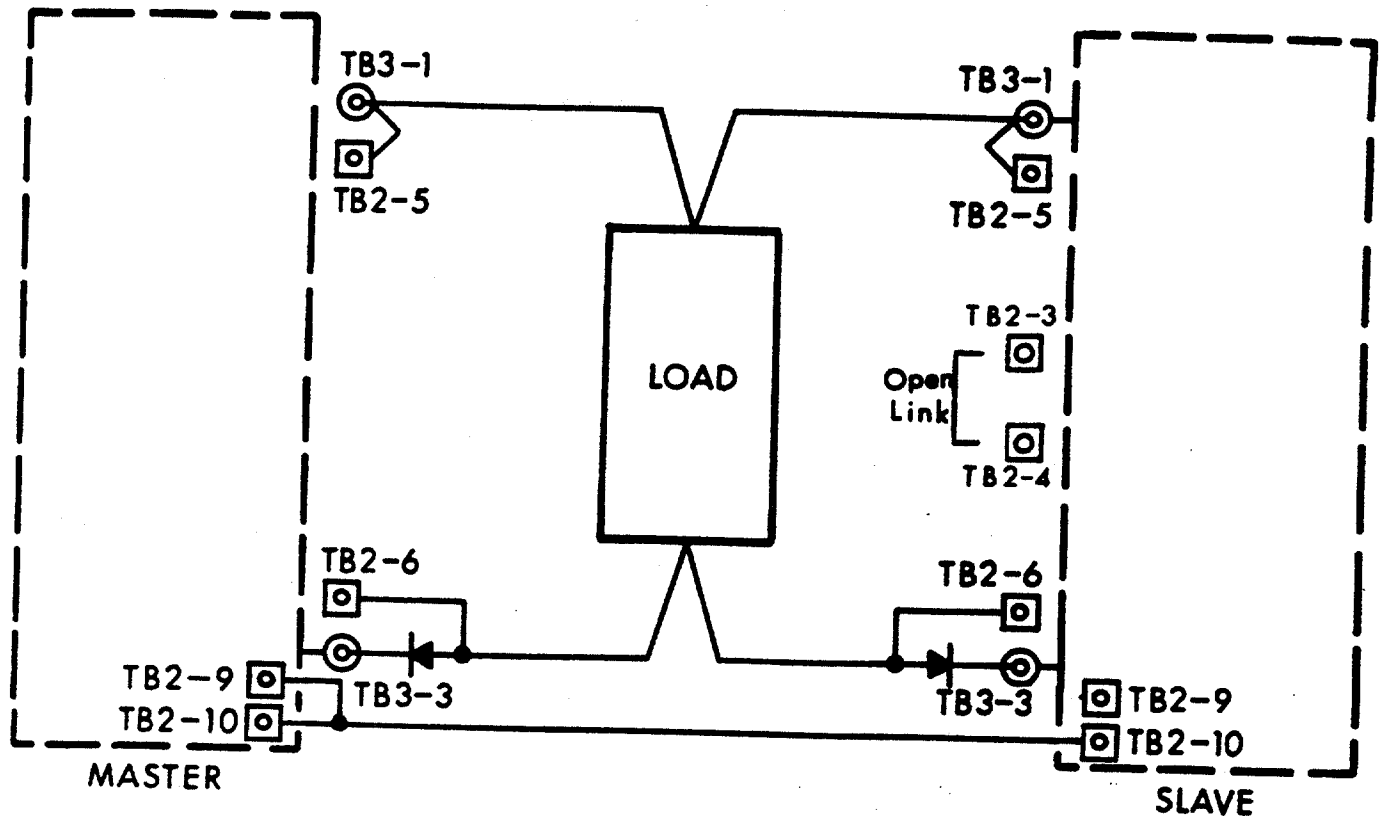 TB3-1
TB3-1
TB2-5
TB2-5
TB2-3
LOAD
Open
Link
TB2-4
TB2-6
TB2-6
TB2-9
TB3-3
TB3-3
TB2-9
TB2-10
TB2-10
MASTER
SLAVE